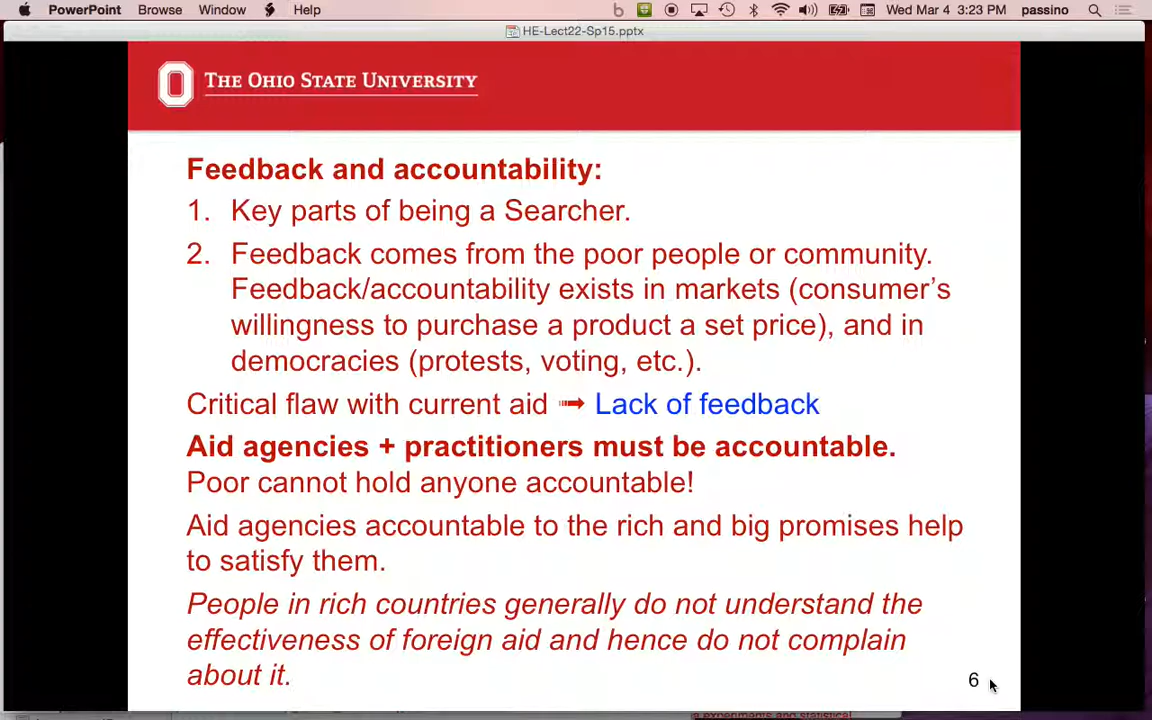 PowerPoint Browse Window Help Wed Mar 4 3:23 PM passino
HE-Lect22-Sp15.pptx
THE OHIO STATE UNIVERSITY
Feedback and accountability:
1. Key parts of being a Searcher.
2. Feedback comes from the poor people or community.
Feedback/accountability exists in markets (consumer's
willingness to purchase a product a set price), and in
democracies (protests, voting, etc.).
Critical flaw with current aid ➟ Lack of feedback
Aid agencies + practitioners must be accountable.
Poor cannot hold anyone accountable!
Aid agencies accountable to the rich and big promises help
to satisfy them.
People in rich countries generally do not understand the
effectiveness of foreign aid and hence do not complain
about it.
6